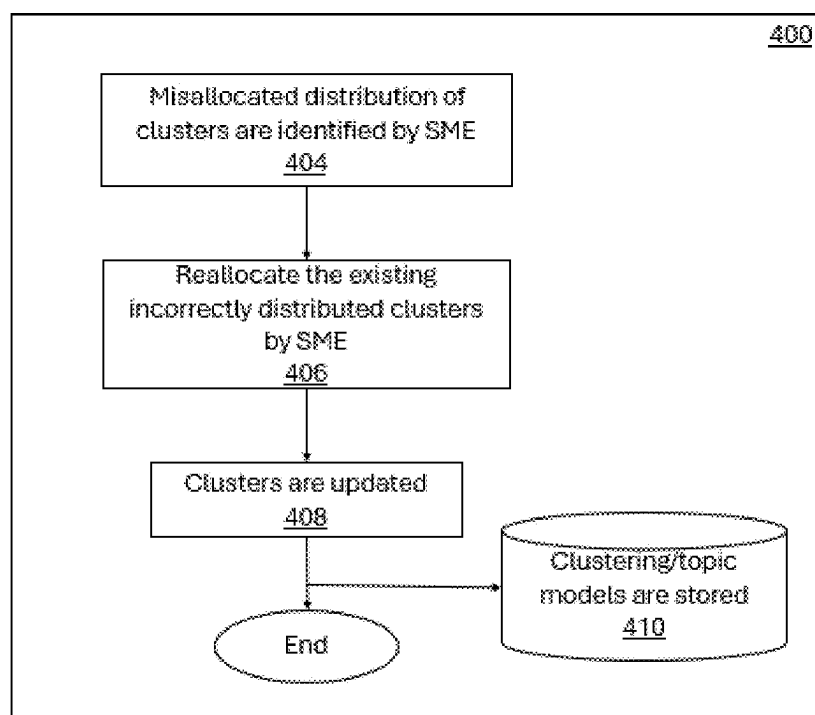 400
Misallocated distribution of
clusters are identified by SME
404
Reallocate the existing
incorrectly distributed clusters
by SME
406
Clusters are updated
408
Clustering/topic
models are stored
410
End